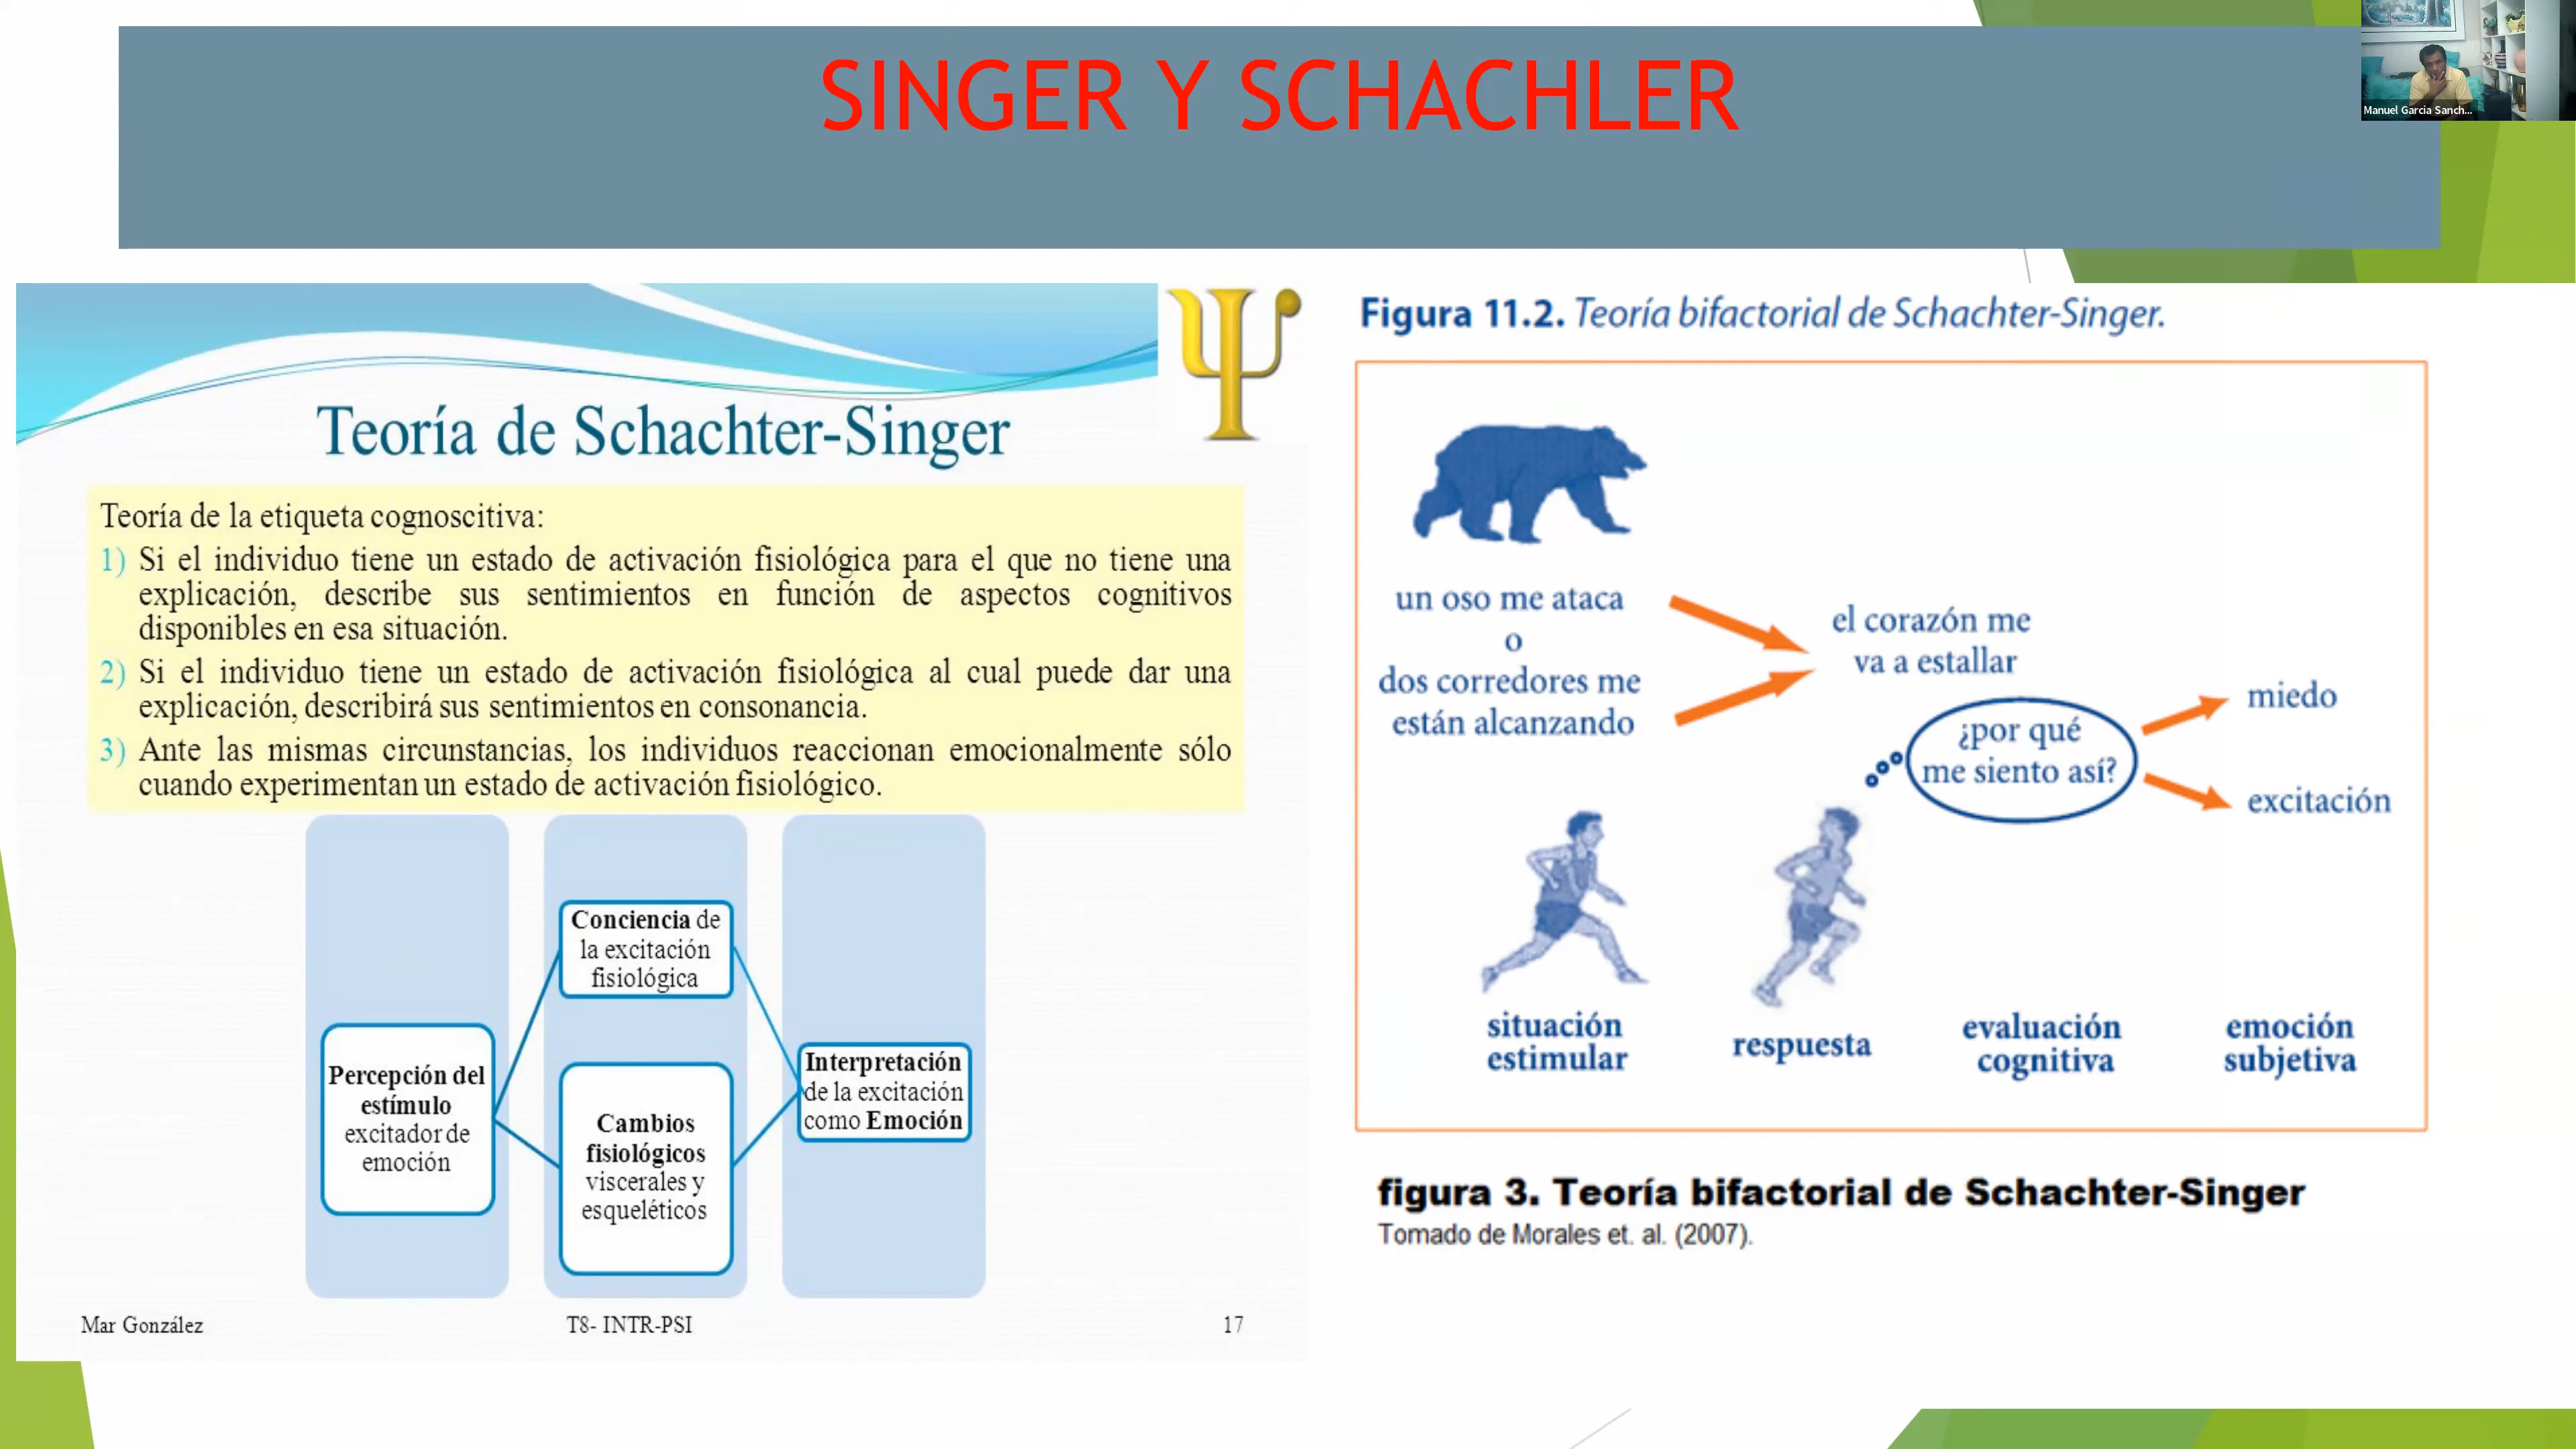 SINGER Y SCHACHLER
Manuel Garcia Sanch...
Teoría de Schachter-Singer
Teoría de la etiqueta cognoscitiva:
1) Si el individuo tiene un estado de activación fisiológica para el que no tiene una
explicación, describe sus sentimientos en función de aspectos cognitivos
disponibles en esa situación.
2) Si el individuo tiene un estado de activación fisiológica al cual puede dar una
explicación, describirá sus sentimientos en consonancia.
3) Ante las mismas circunstancias, los individuos reaccionan emocionalmente sólo
cuando experimentan un estado de activación fisiológico.
Percepción del
estímulo
excitador de
emoción
Conciencia de
la excitación
fisiológica
Cambios
fisiológicos
viscerales y
esqueléticos
Interpretación
de la excitación
como Emoción
Mar González
T8- INTR-PSI
17
Figura 11.2. Teoría bifactorial de Schachter-Singer.
un oso me ataca
o
dos corredores me
están alcanzando
el corazón me
va a estallar
¿por qué
me siento así?
miedo
excitación
situación
estimular
respuesta
evaluación
cognitiva
emoción
subjetiva
figura 3. Teoría bifactorial de Schachter-Singer
Tomado de Morales et. al. (2007).